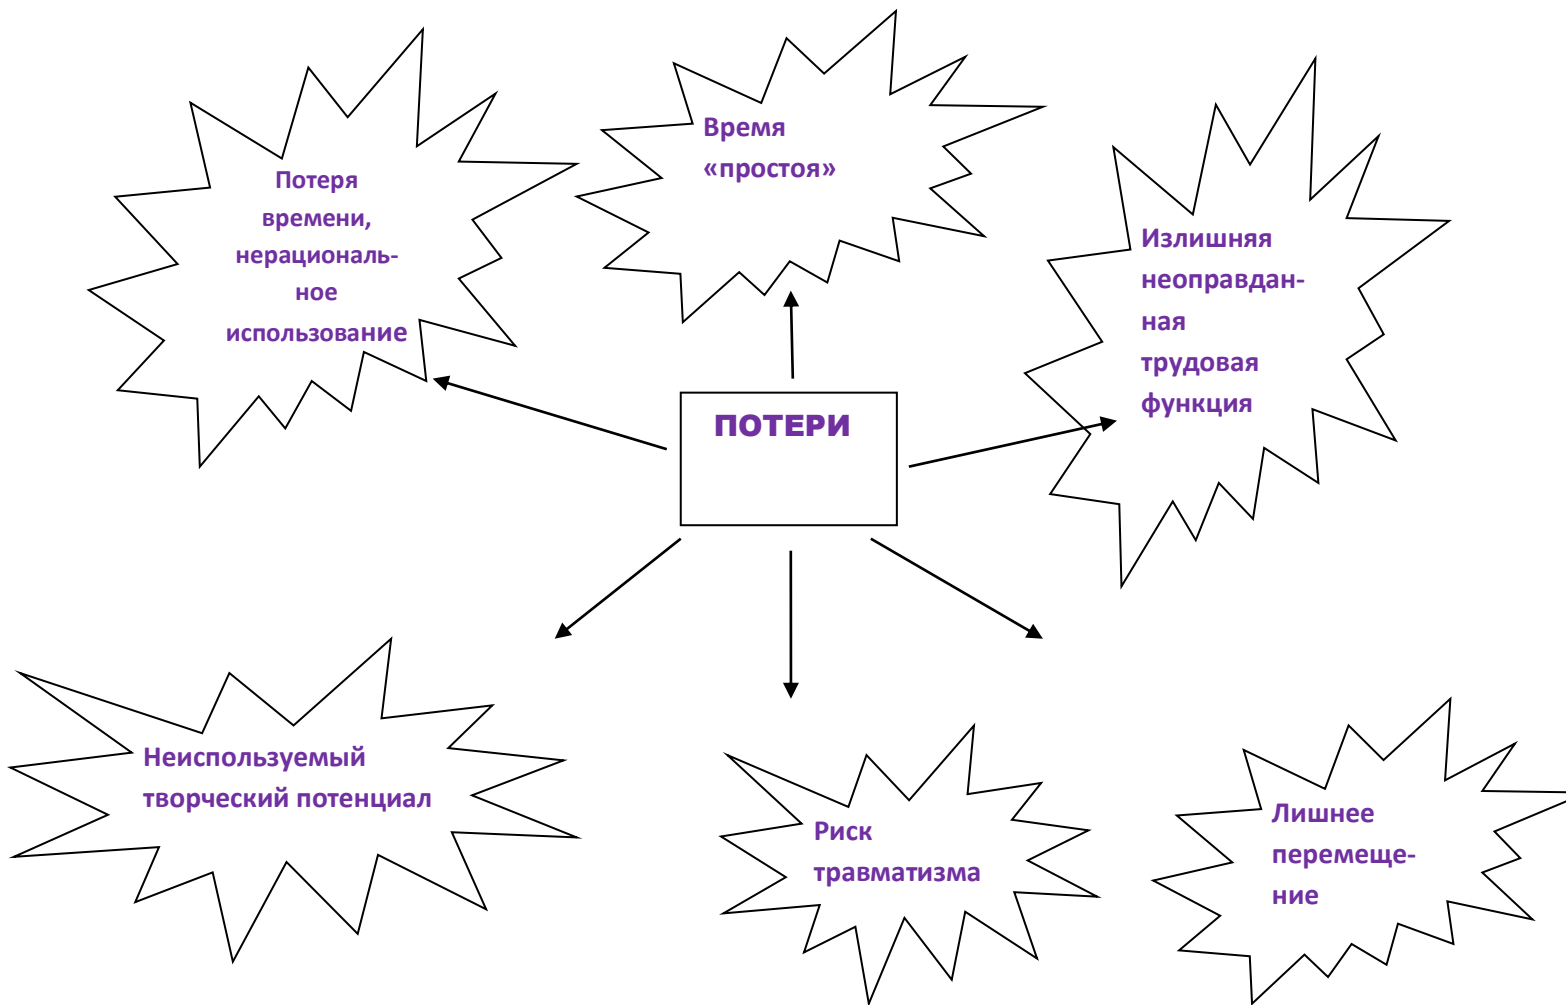 Потеря
времени,
нерациональ-
ное
использование
Время
«простоя»
Излишняя
неоправдан-
ная
трудовая
функция
ПОТЕРИ
Неиспользуемый
творческий потенциал
Риск
травматизма
Лишнее
перемеще-
ние